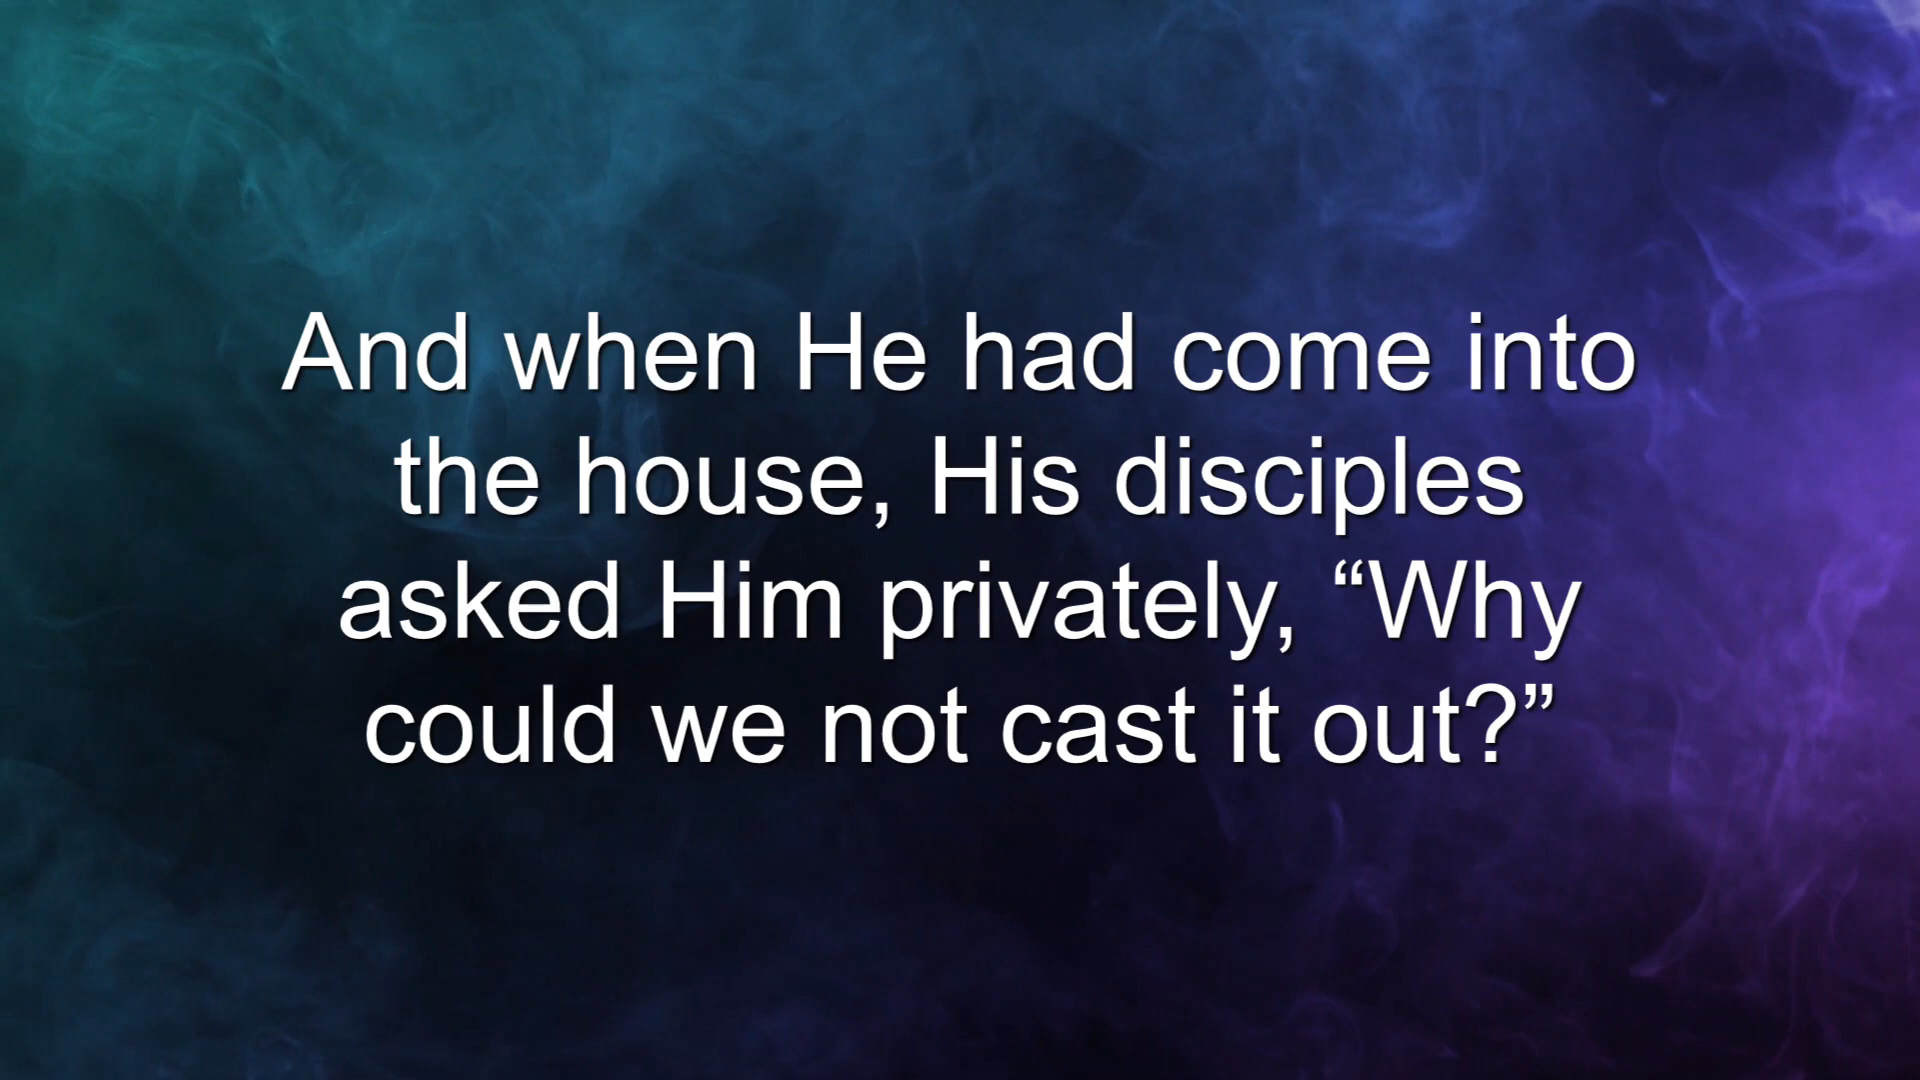 And when He had come into
the house, His disciples
asked Him privately, “Why
could we not cast it out?”